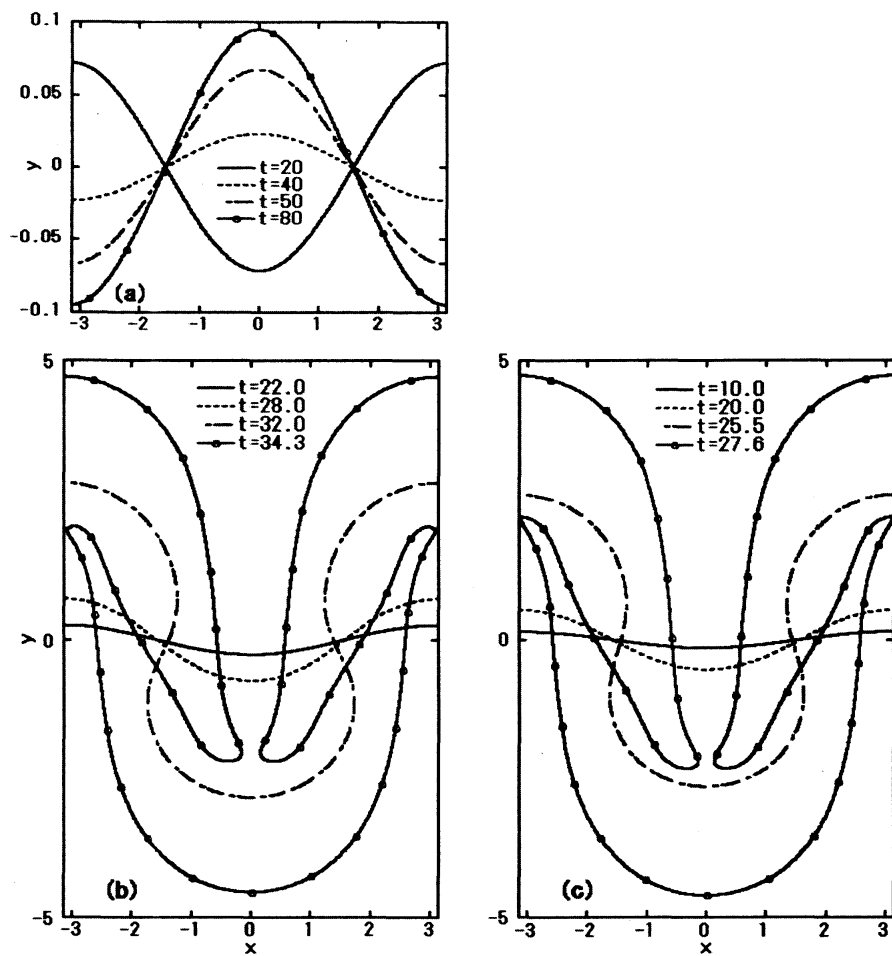 0.1
0.05
y 0
-0.05
-0.1
t=20
t=40
t=50
t=80
(a)
-3 -2 -1 0 1 2 3
5
y 0
-5
t=22.0
t=28.0
t=32.0
t=34.3
(b)
-3 -2 -1 0 1 2 3
x
5
y 0
-5
t=10.0
t=20.0
t=25.5
t=27.6
(c)
-3 -2 -1 0 1 2 3
x